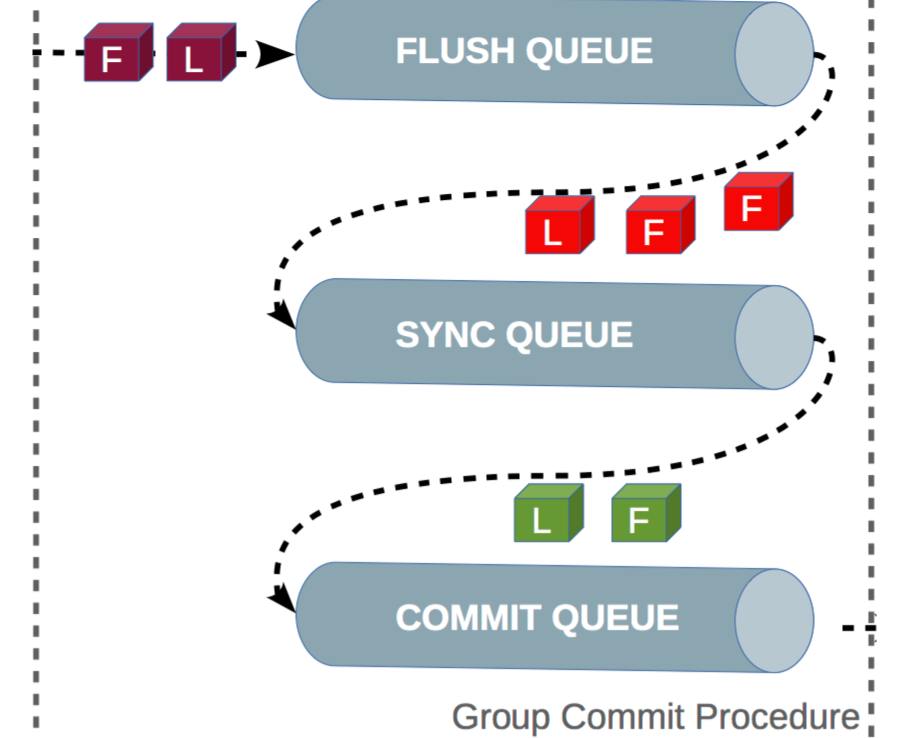 FLUSH QUEUE
F L
L F F
SYNC QUEUE
L F
COMMIT QUEUE
Group Commit Procedure